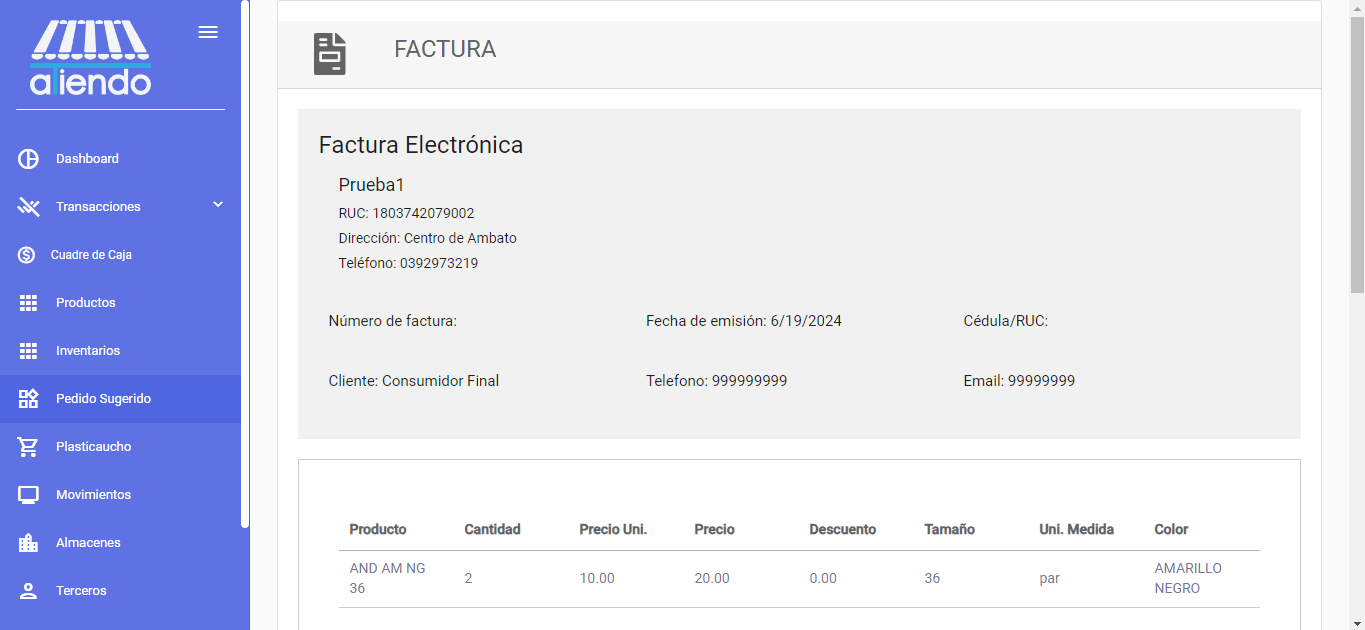 aTiendo
Dashboard
Transacciones
Cuadre de Caja
Productos
Inventarios
Pedido Sugerido
Plasticaucho
Movimientos
Almacenes
Terceros
FACTURA
Factura Electrónica
Prueba1
RUC: 1803742079002
Dirección: Centro de Ambato
Teléfono: 0392973219
Número de factura: Fecha de emisión: 6/19/2024 Cédula/RUC:
Cliente: Consumidor Final Telefono: 999999999 Email: 99999999
Producto Cantidad Precio Uni. Precio Descuento Tamaño Uni. Medida Color
AND AM NG 36 2 10.00 20.00 0.00 36 par AMARILLO NEGRO